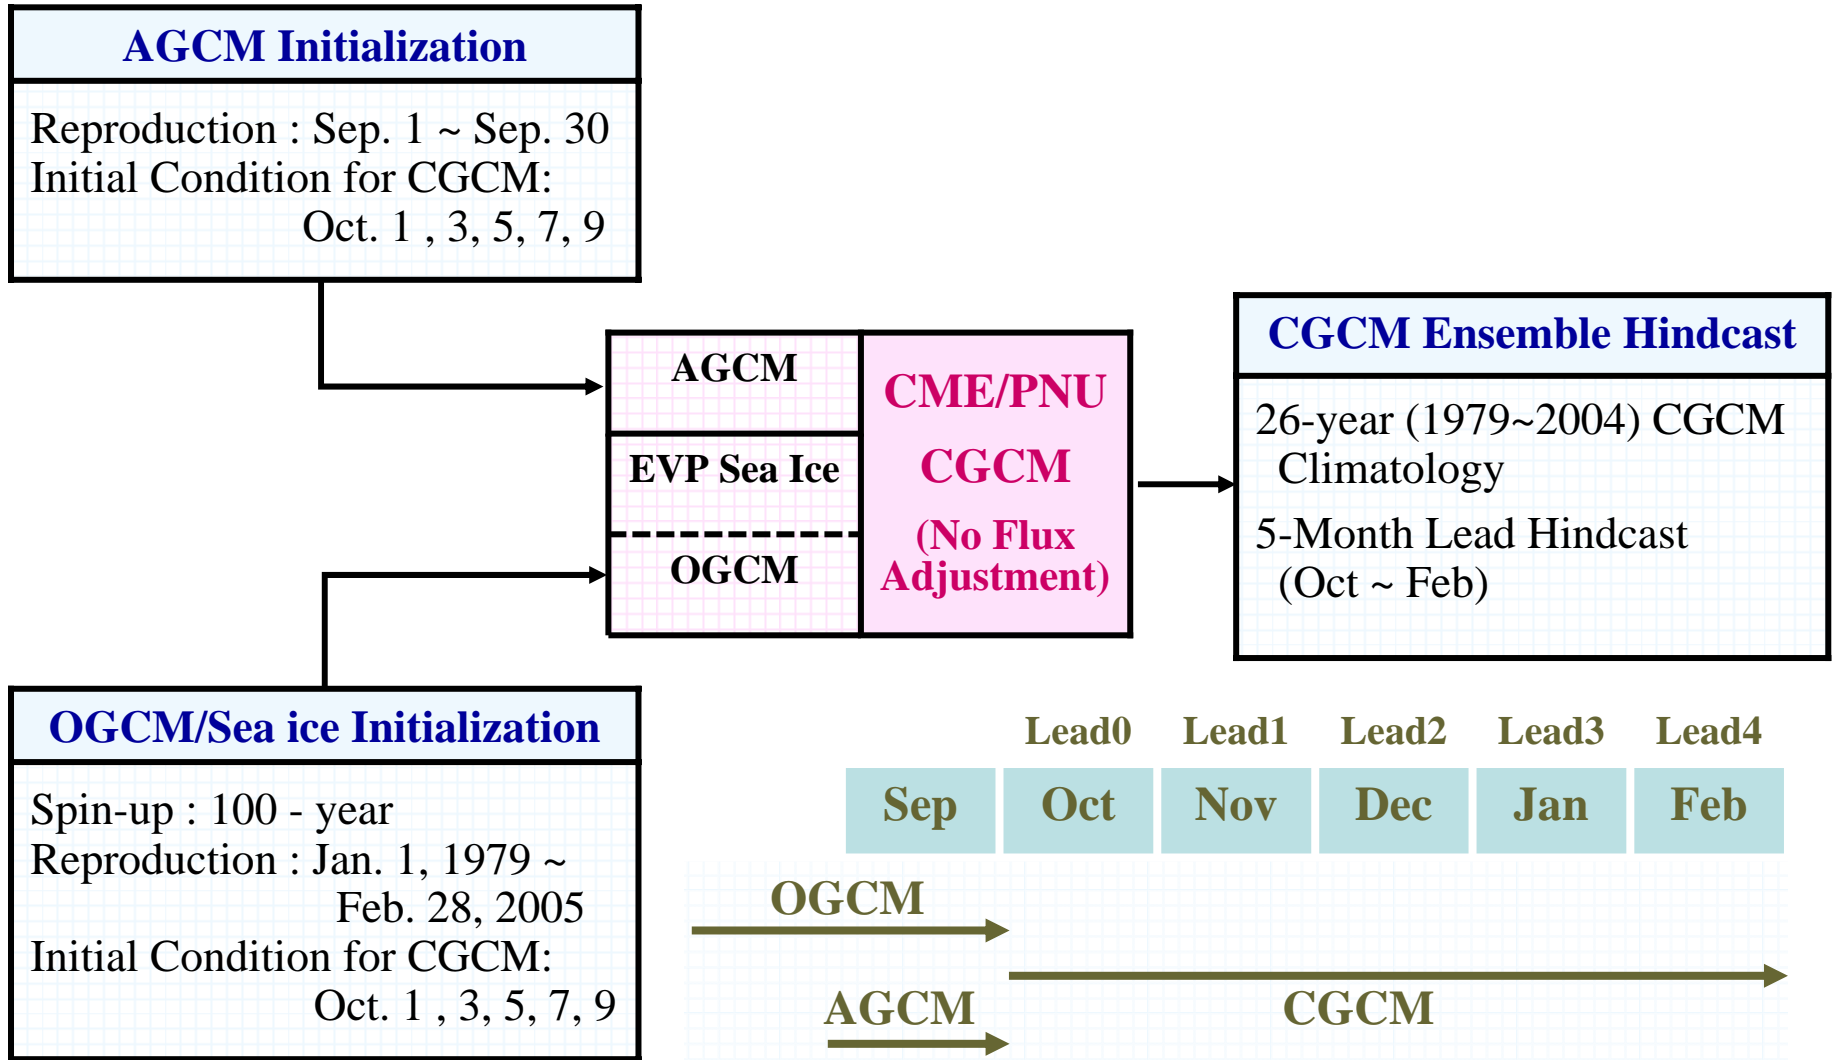 AGCM Initialization
Reproduction : Sep. 1 ~ Sep. 30
Initial Condition for CGCM:
Oct. 1 , 3, 5, 7, 9
AGCM
EVP Sea Ice
OGCM
CME/PNU
CGCM
(No Flux
Adjustment)
CGCM Ensemble Hindcast
26-year (1979~2004) CGCM
Climatology
5-Month Lead Hindcast
(Oct ~ Feb)
OGCM/Sea ice Initialization
Spin-up : 100 - year
Reproduction : Jan. 1, 1979 ~
Feb. 28, 2005
Initial Condition for CGCM:
Oct. 1 , 3, 5, 7, 9
Lead0 Lead1 Lead2 Lead3 Lead4
Sep Oct Nov Dec Jan Feb
OGCM
AGCM CGCM